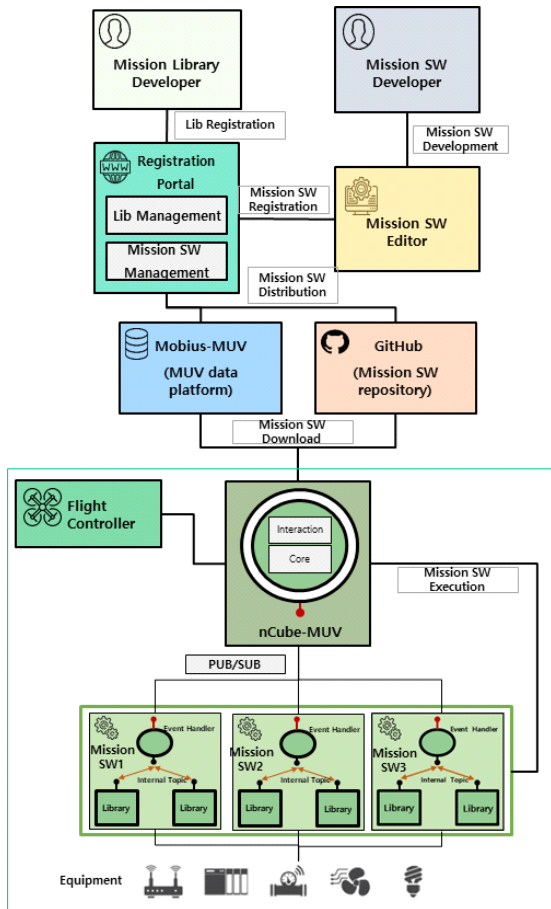 Mission Library
Developer
Mission SW
Developer
Lib Registration
Mission SW
Development
WWW
Registration
Portal
Lib Management
Mission SW
Management
Mission SW
Registration
Mission SW
Editor
Mission SW
Distribution
Mobius-MUV
(MUV data
platform)
GitHub
(Mission SW
repository)
Mission SW
Download
Flight
Controller
Interaction
Core
nCube-MUV
Mission SW
Execution
PUB/SUB
Event Handler
Mission
SW1
Internal Topic
Library
Library
Event Handler
Mission
SW2
Internal Topic
Library
Library
Event Handler
Mission
SW3
Internal Topic
Library
Library
Equipment